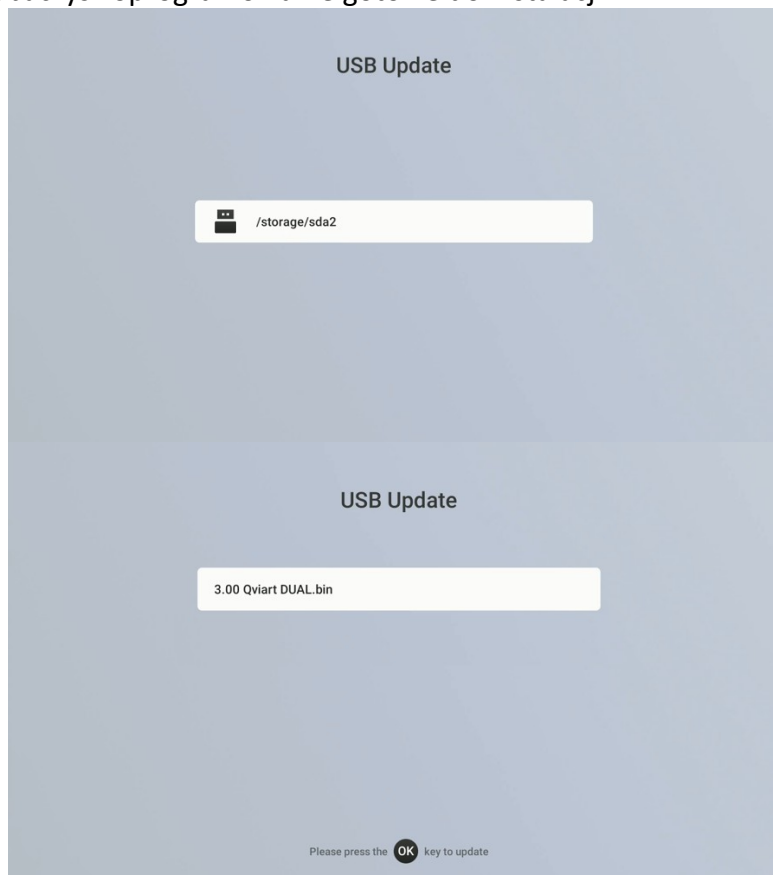 USB Update
/storage/sda2
USB Update
3.00 Qviart DUAL.bin
Please press the OK key to update